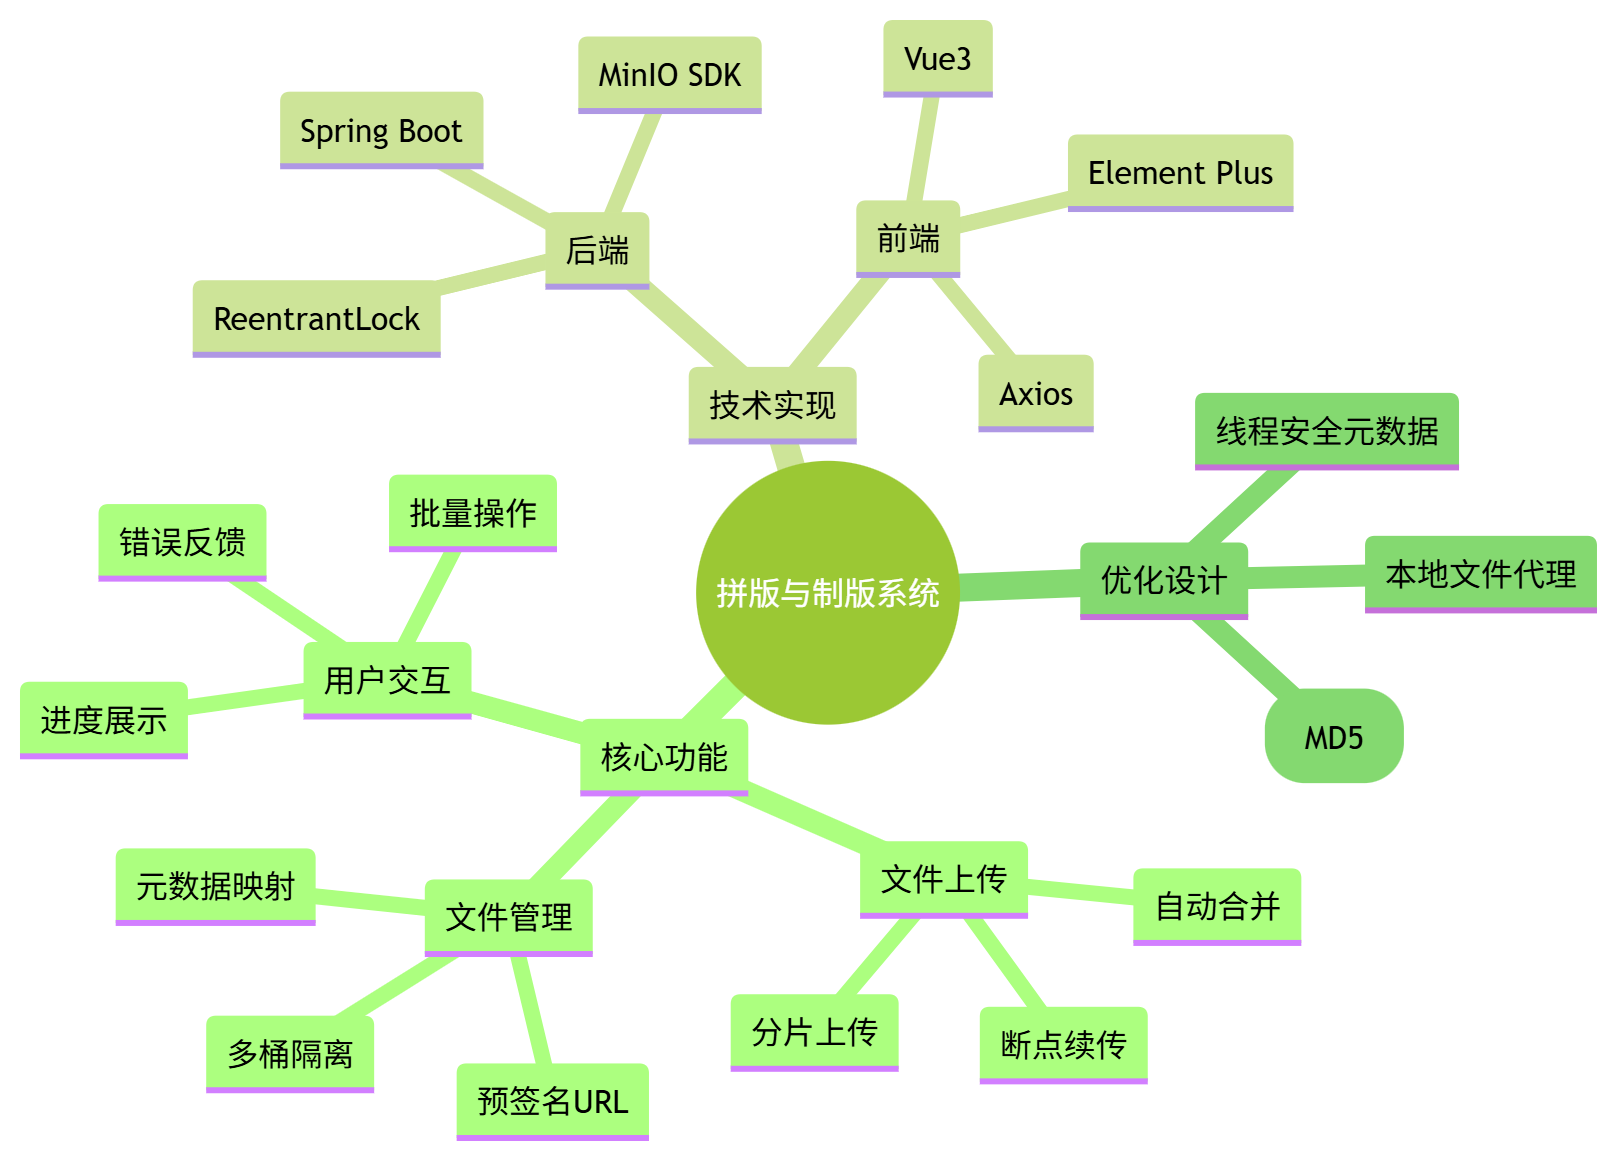 Vue3
MinIO SDK
Spring Boot
Element Plus
前端
后端
ReentrantLock
Axios
技术实现
线程安全元数据
批量操作
错误反馈
本地文件代理
优化设计
拼版与制版系统
用户交互
进度展示
MD5
核心功能
文件上传
元数据映射
自动合并
文件管理
分片上传
断点续传
多桶隔离
预签名URL